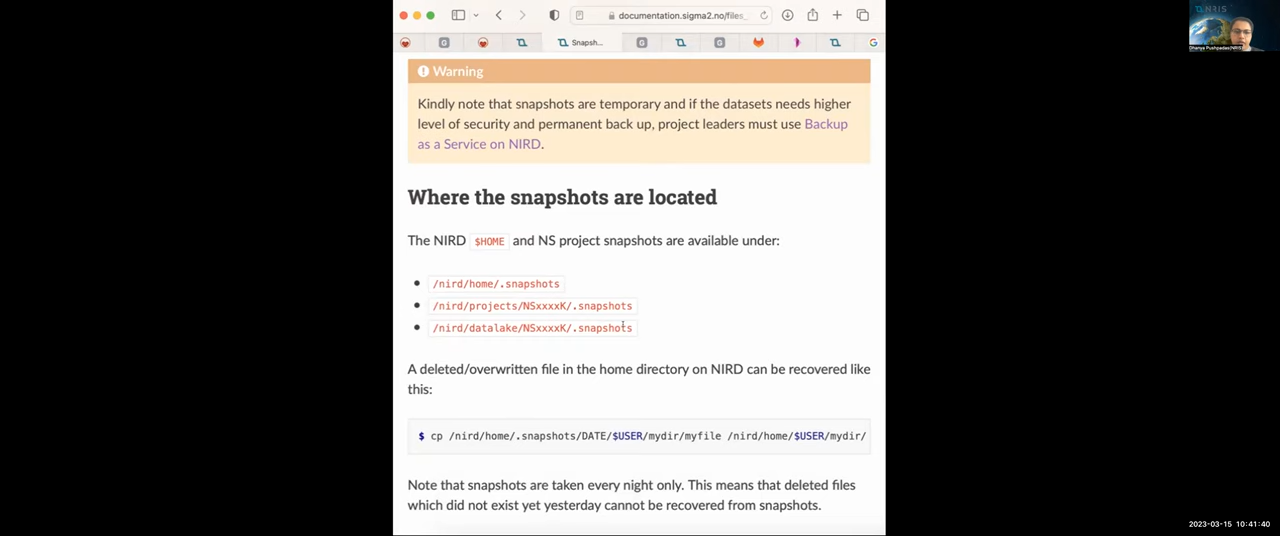 documentation.sigma2.no/files_
Snapsh...
Warning
Kindly note that snapshots are temporary and if the datasets needs higher
level of security and permanent back up, project leaders must use Backup
as a Service on NIRD.
Where the snapshots are located
The NIRD $HOME and NS project snapshots are available under:
/nird/home/.snapshots
/nird/projects/NSxxxxK/.snapshots
/nird/datalake/NSxxxxK/.snapshots
A deleted/overwritten file in the home directory on NIRD can be recovered like
this:
$ cp /nird/home/.snapshots/DATE/$USER/mydir/myfile /nird/home/$USER/mydir/
Note that snapshots are taken every night only. This means that deleted files
which did not exist yet yesterday cannot be recovered from snapshots.
NRIS
Dhanya Pushpadas(NRIS)
2023-03-15 10:41:40